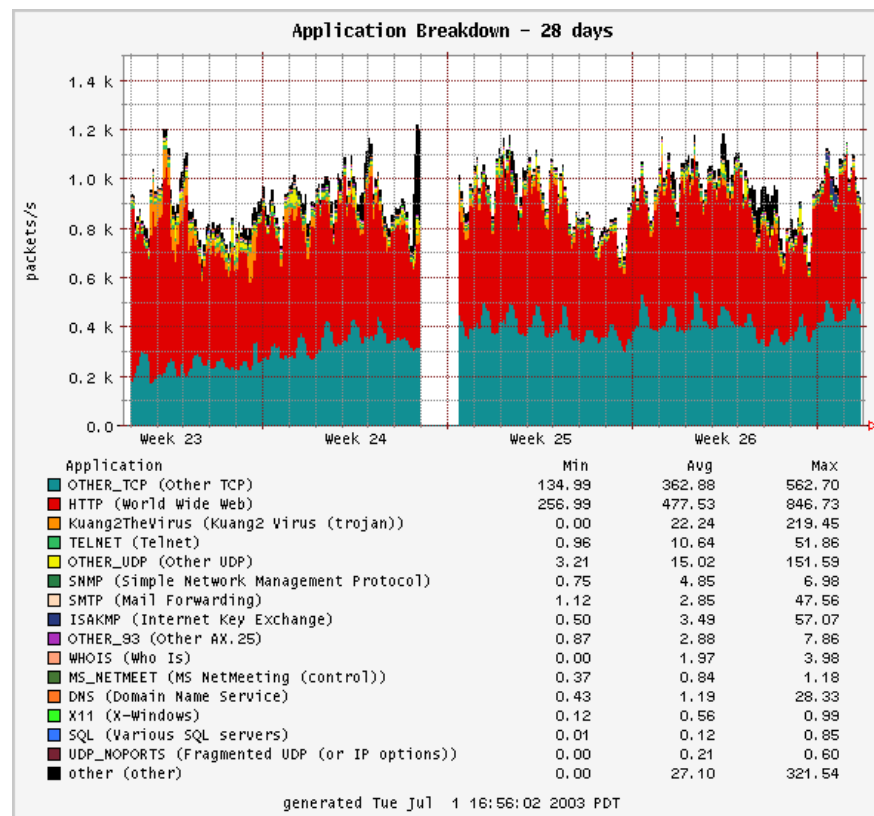 Application Breakdown - 28 days
packets/s
1.4 k
1.2 k
1.0 k
0.8 k
0.6 k
0.4 k
0.2 k
0.0
Week 23 Week 24 Week 25 Week 26
Application Min Avg Max
OTHER_TCP (Other TCP) 134.99 362.88 562.70
HTTP (World Wide Web) 256.99 477.53 846.73
Kuang2TheVirus (Kuang2 Virus (trojan)) 0.00 22.24 219.45
TELNET (Telnet) 0.96 10.64 51.86
OTHER_UDP (Other UDP) 3.21 15.02 151.59
SNMP (Simple Network Management Protocol) 0.75 4.85 6.98
SMTP (Mail Forwarding) 1.12 2.85 47.56
ISAKMP (Internet Key Exchange) 0.50 3.49 57.07
OTHER_93 (Other AX.25) 0.87 2.88 7.86
WHOIS (Who Is) 0.00 1.97 3.98
MS_NETMEET (MS NetMeeting (control)) 0.37 0.84 1.18
DNS (Domain Name Service) 0.43 1.19 28.33
X11 (X-Windows) 0.12 0.56 0.99
SQL (Various SQL servers) 0.01 0.12 0.85
UDP_NOPORTS (Fragmented UDP (or IP options)) 0.00 0.21 0.60
other (other) 0.00 27.10 321.54
generated Tue Jul 1 16:56:02 2003 PDT